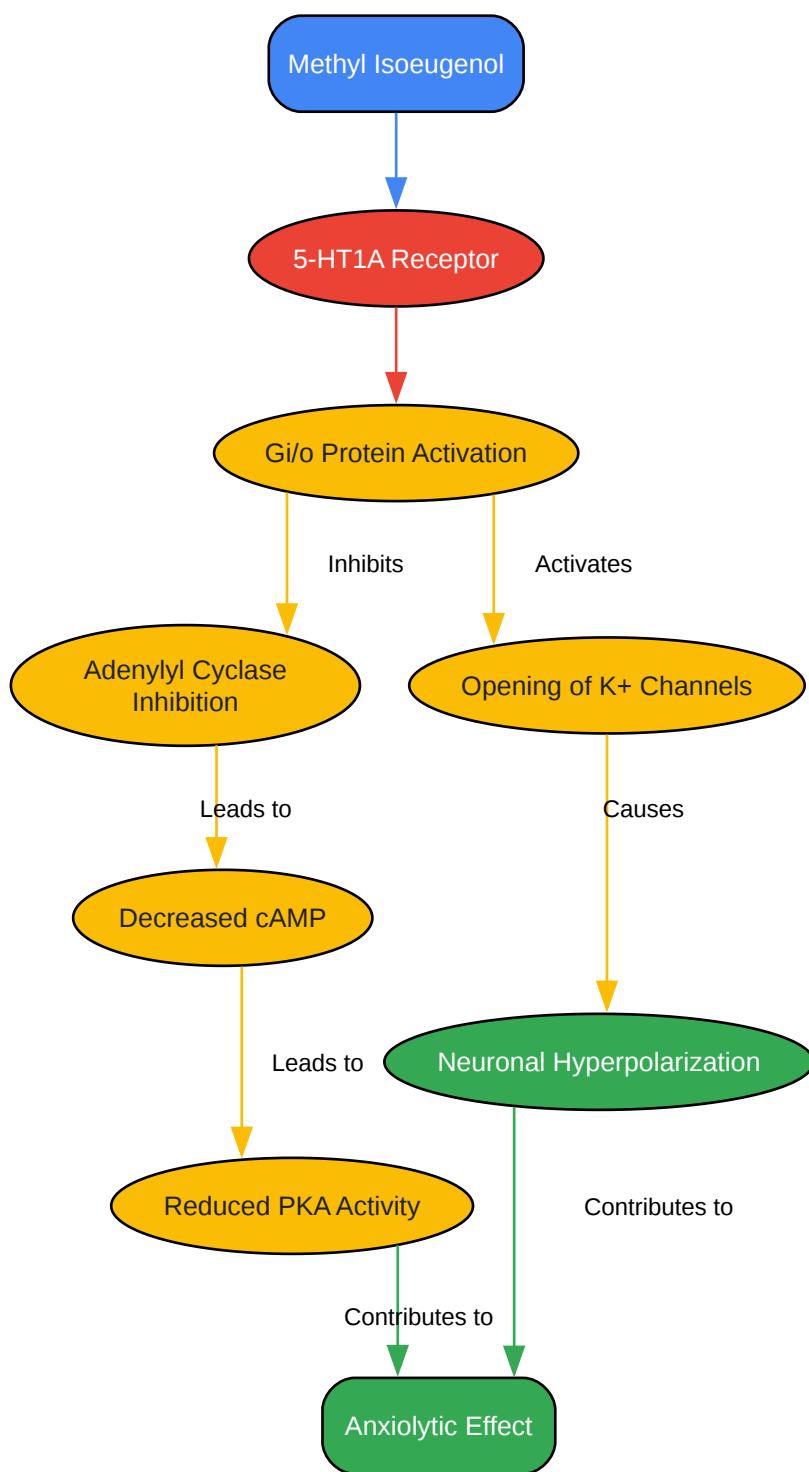 Methyl Isoeugenol
5-HT1A Receptor
Gi/o Protein Activation
Inhibits
Activates
Adenylyl Cyclase
Inhibition
Opening of K+ Channels
Leads to
Causes
Decreased cAMP
Leads to
Neuronal Hyperpolarization
Reduced PKA Activity
Contributes to
Contributes to
Anxiolytic Effect